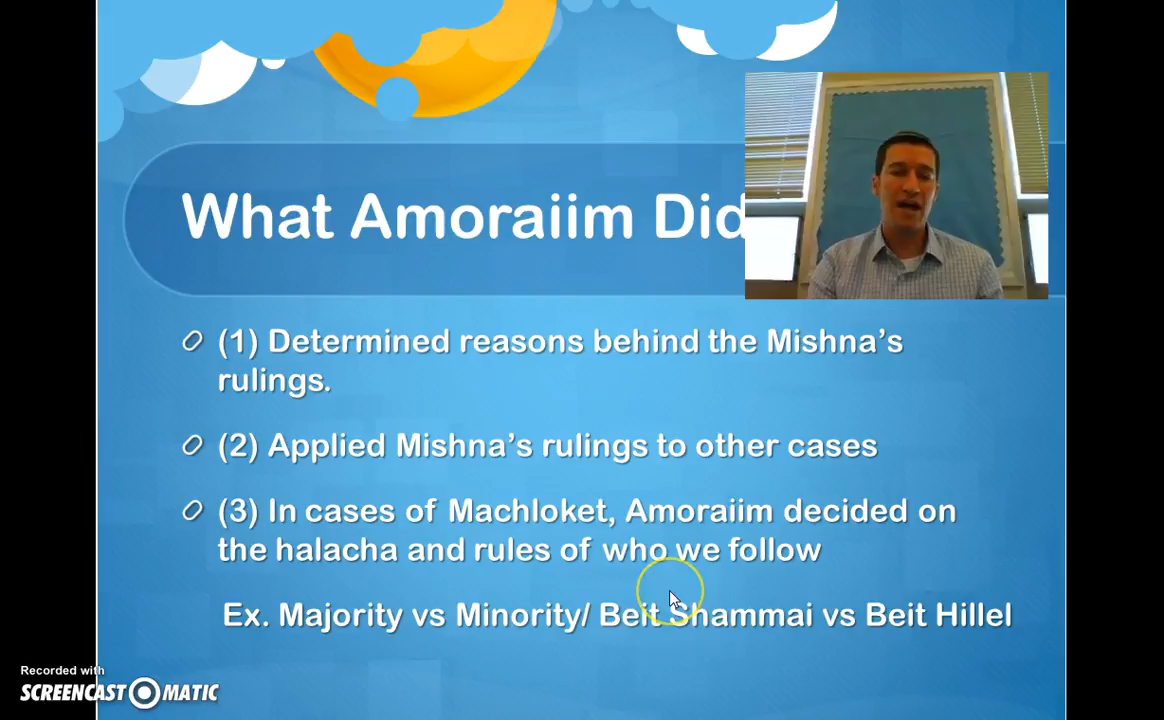 What Amoraiim Did
(1) Determined reasons behind the Mishna's
rulings.
(2) Applied Mishna's rulings to other cases
(3) In cases of Machloket, Amoraiim decided on
the halacha and rules of who we follow
Ex. Majority vs Minority/ Beit Shammai vs Beit Hillel
Recorded with
SCREENCAST MATIC